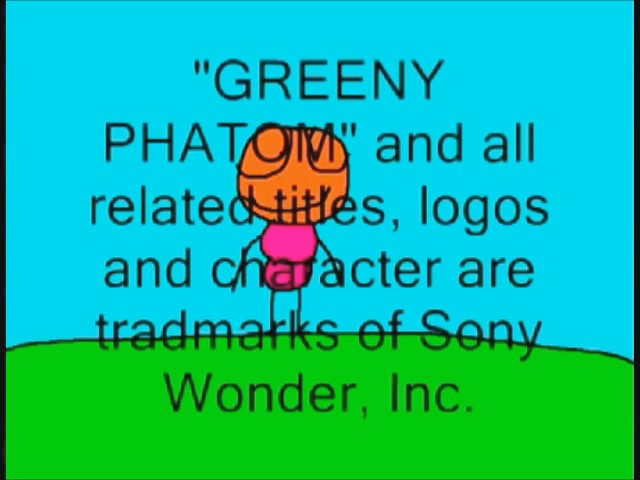 "GREENY
PHATOM" and all
related titles, logos
and character are
tradmarks of Sony
Wonder, Inc.